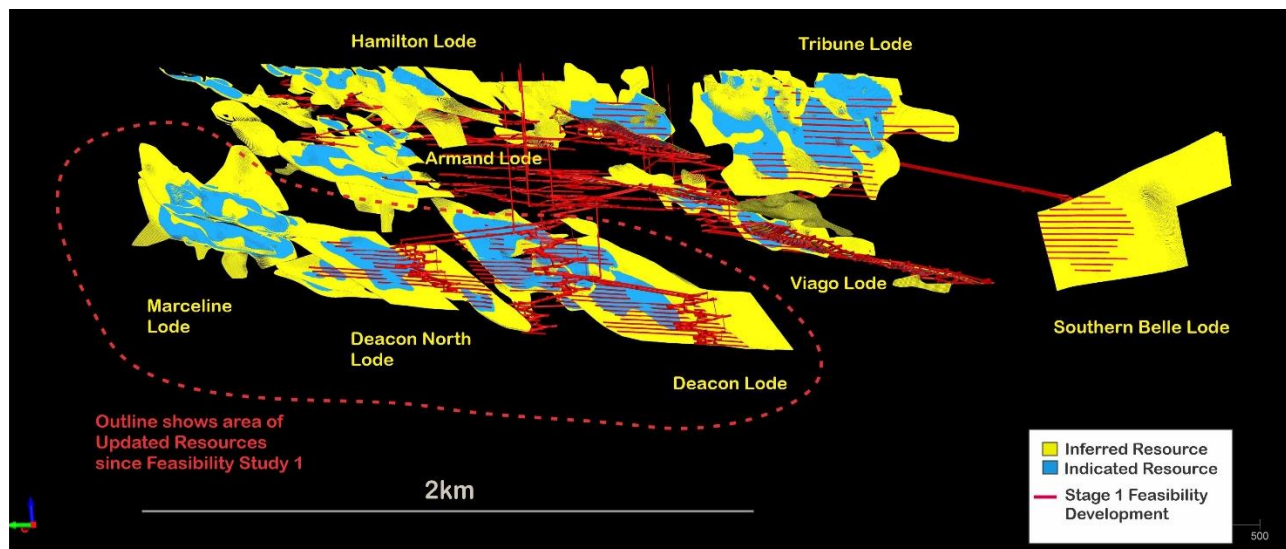 Hamilton Lode
Tribune Lode
Armand Lode
Viago Lode
Marceline
Lode
Deacon North
Lode
Deacon Lode
Southern Belle Lode
Outline shows area of
Updated Resources
since Feasibility Study 1
2km
Inferred Resource
Indicated Resource
Stage 1 Feasibility
Development
500